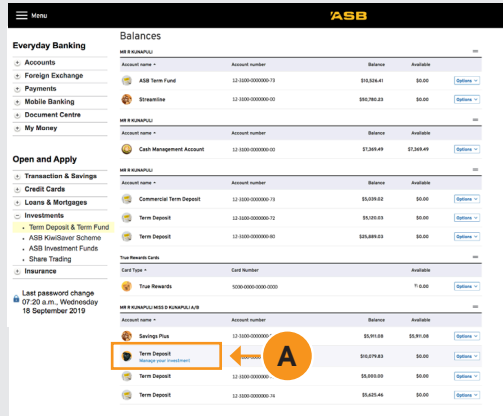 Menu
ASB
Balances
Everyday Banking
Accounts
Foreign Exchange
Payments
Mobile Banking
Document Centre
My Money
Open and Apply
Transaction & Savings
Credit Cards
Loans & Mortgages
Investments
Term Deposit & Term Fund
ASB KiwiSaver Scheme
ASB Investment Funds
Share Trading
Insurance
Last password change
07:20 a.m., Wednesday
18 September 2019
MR R KUNAPULI
Account name Account number Balance Available
ASB Term Fund 12-3100-0000000-73 $10,526.41 $0.00 Options
Streamline 12-3100-0000000-00 $50,780.23 $0.00 Options
MR R KUNAPULI
Account name Account number Balance Available
Cash Management Account 12-3100-0000000-00 $7,369.49 $7,369.49 Options
MR R KUNAPULI
Account name Account number Balance Available
Commercial Term Deposit 12-3100-0000000-73 $5,039.02 $0.00 Options
Term Deposit 12-3100-0000000-72 $5,120.03 $0.00 Options
Term Deposit 12-3100-0000000-80 $25,889.03 $0.00 Options
True Rewards Cards
Card Type Card Number Available
True Rewards 5000-0000-0000-0000 0.00 Options
MR R KUNAPULI MISS D KUNAPULI A/B
Account name Account number Balance Available
Savings Plus 12-3100-0000000- $5,911.08 $5,911.08 Options
Term Deposit $10,079.83 $0.00 Options
Manage your investment
A
Term Deposit 12-3100-0000000- $5,000.00 $0.00 Options
Term Deposit 12-3100-0000000-74 $5,625.46 $0.00 Options